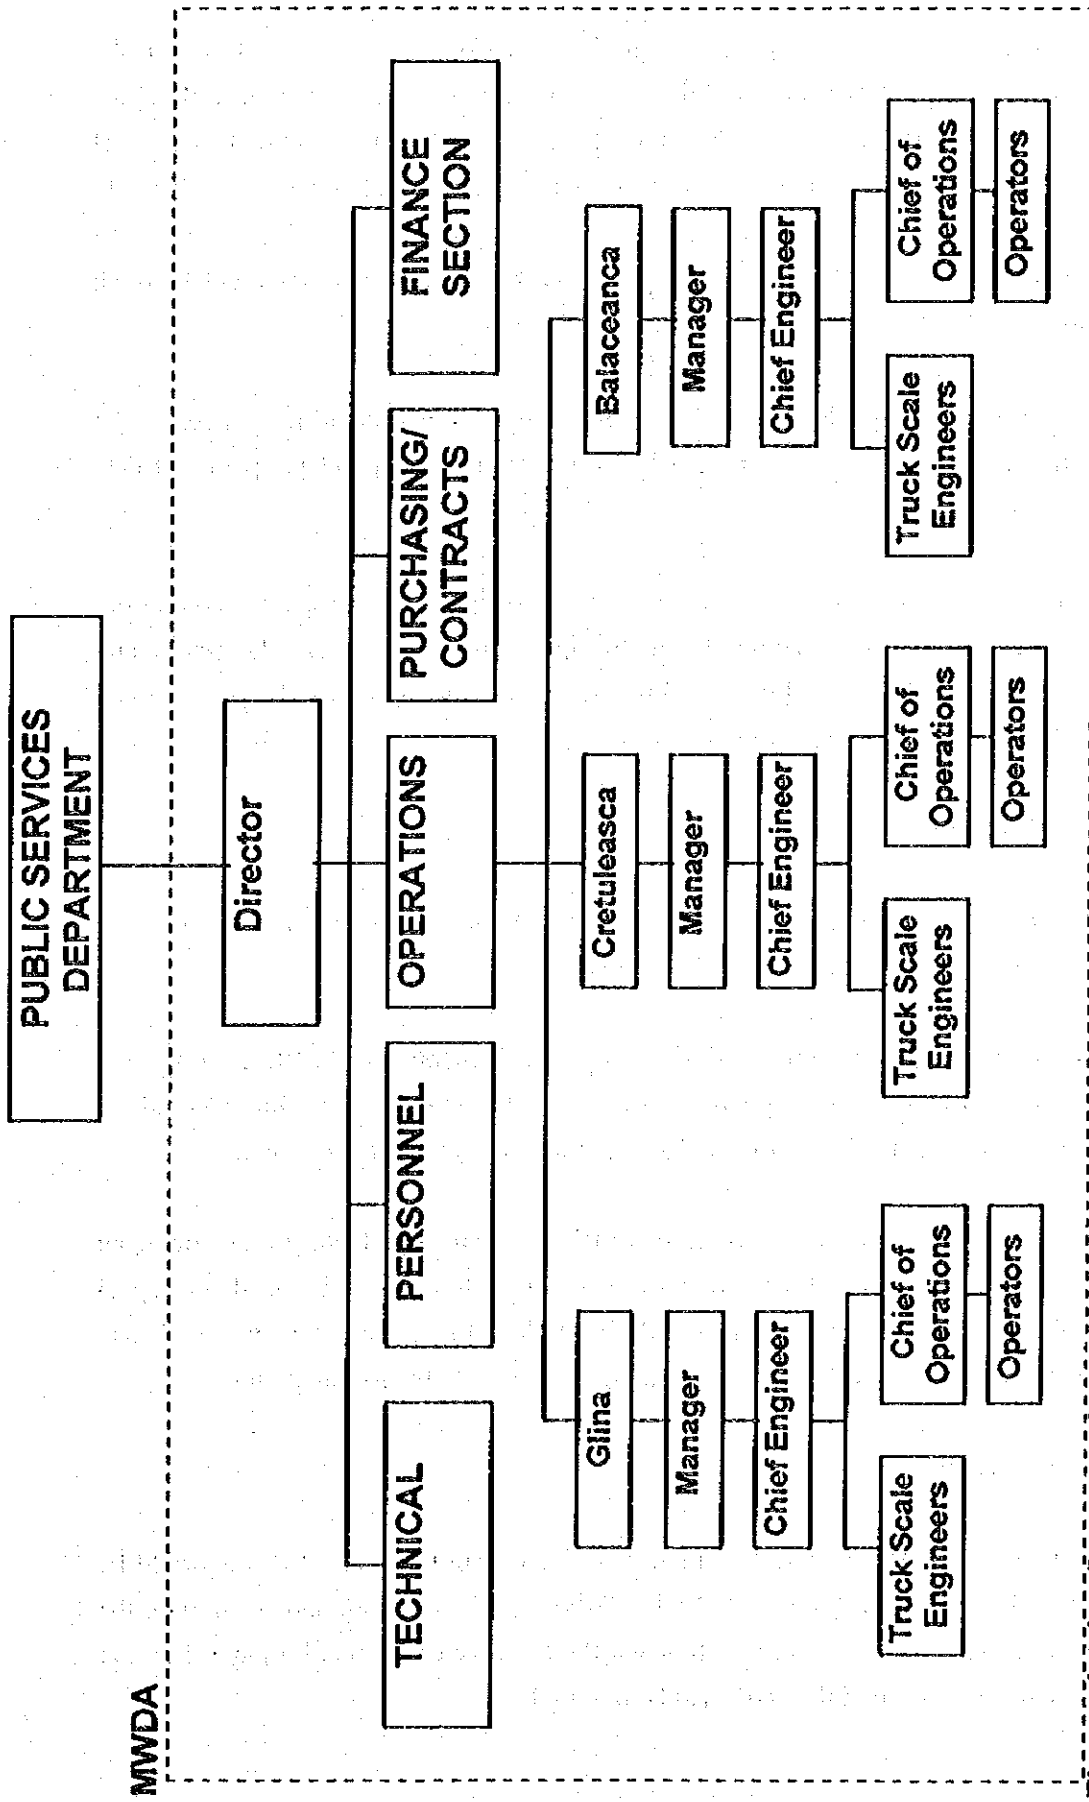 PUBLIC SERVICES
DEPARTMENT
MWDA
Director
TECHNICAL
PERSONNEL
OPERATIONS
PURCHASING/
CONTRACTS
FINANCE
SECTION
Glina
Cretuleasca
Balaceanca
Manager
Manager
Manager
Chief Engineer
Chief Engineer
Chief Engineer
Truck Scale
Engineers
Chief of
Operations
Truck Scale
Engineers
Chief of
Operations
Truck Scale
Engineers
Chief of
Operations
Operators
Operators
Operators